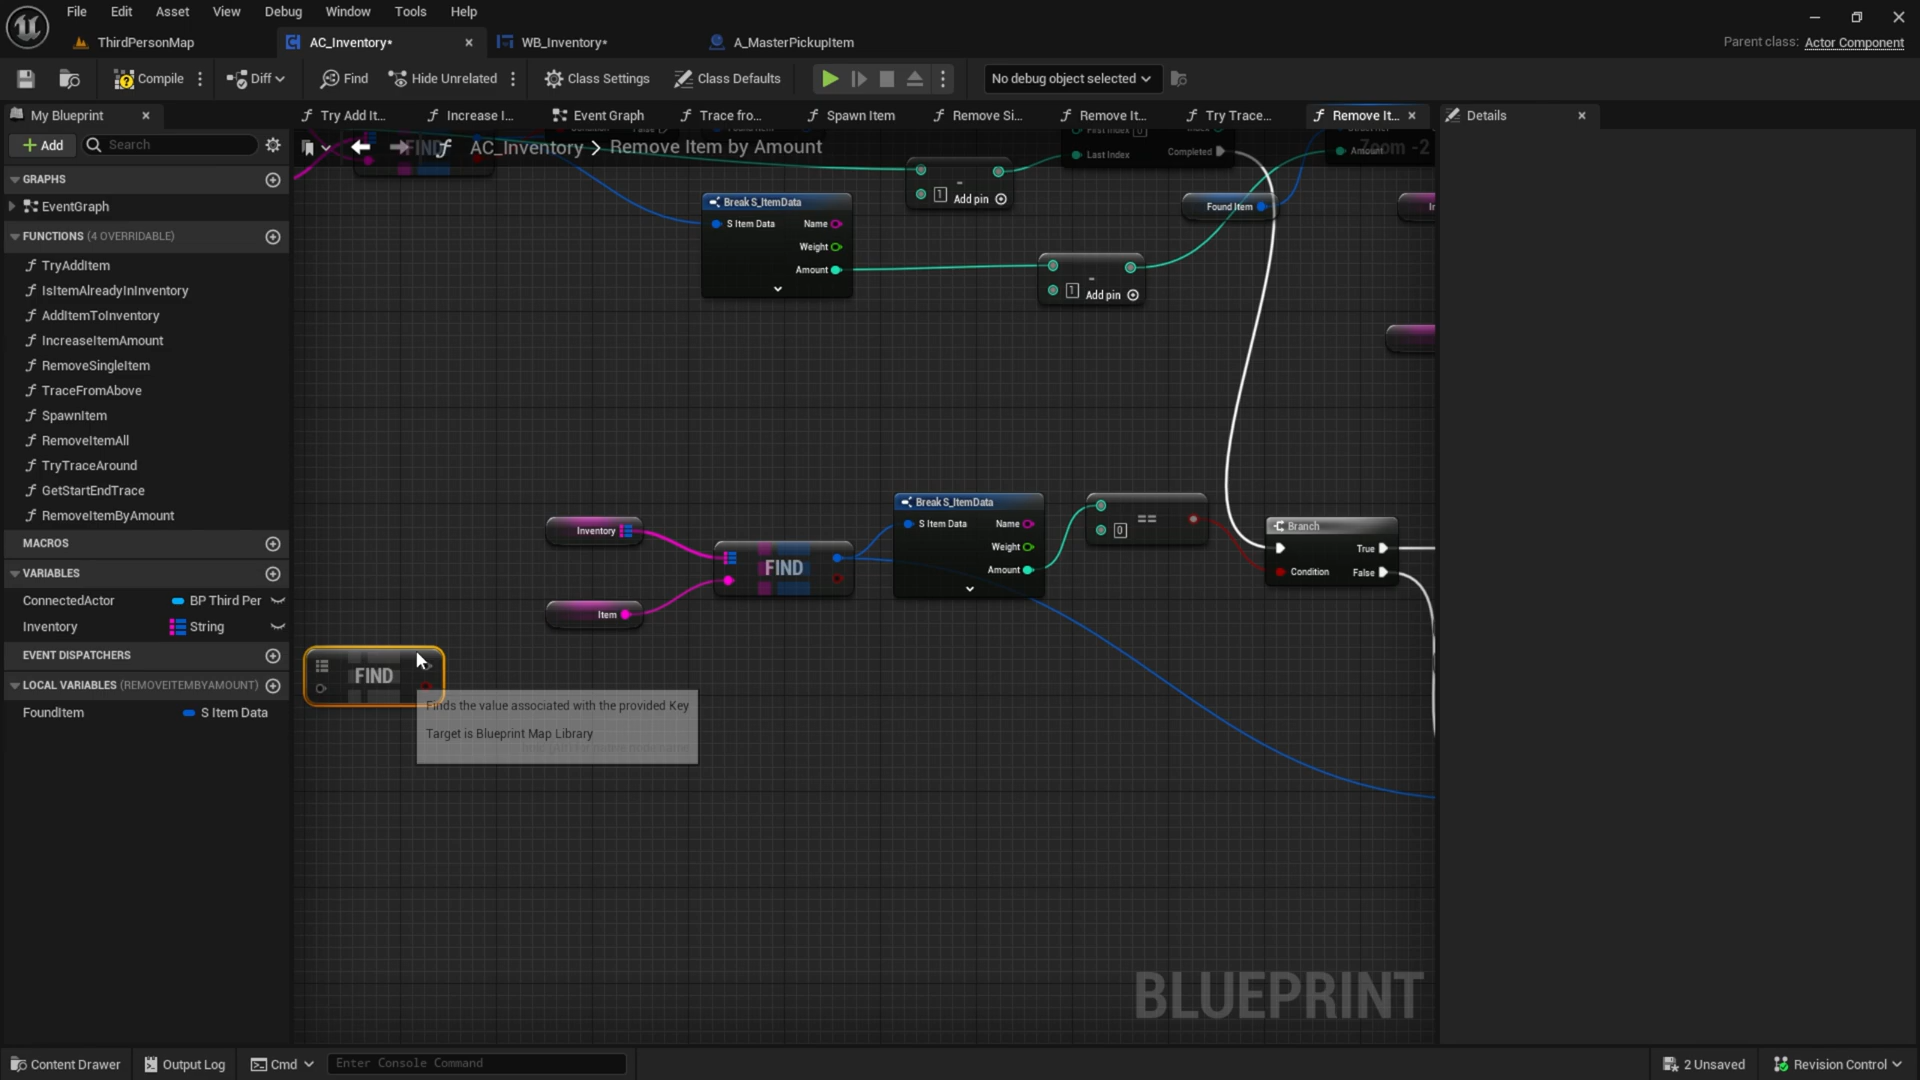 File Edit Asset View Debug Window Tools Help
ThirdPersonMap AC_Inventory* WB_Inventory* A_MasterPickupItem
Parent class: Actor Component
Compile Diff Find Hide Unrelated Class Settings Class Defaults No debug object selected
My Blueprint
Try Add It... Increase I... Event Graph Trace fro... Spawn Item Remove Si... Remove It... Try Trace... Remove It...
Details
Add Search
AC_Inventory > Remove Item by Amount
Zoom -2
GRAPHS
EventGraph
FUNCTIONS (4 OVERRIDABLE)
TryAddItem
IsItemAlreadyInInventory
AddItemToInventory
IncreaseItemAmount
RemoveSingleItem
TraceFromAbove
SpawnItem
RemoveItemAll
TryTraceAround
GetStartEndTrace
RemoveItemByAmount
MACROS
VARIABLES
ConnectedActor BP Third Per
Inventory String
EVENT DISPATCHERS
LOCAL VARIABLES (REMOVEITEMBYAMOUNT)
FoundItem S Item Data
Last Index Completed
Amount
- 1 Add pin
Break S_ItemData
S Item Data Name
Weight
Amount
Found Item
- 1 Add pin
Inventory
Item
FIND
Break S_ItemData
S Item Data Name
Weight
Amount
== 0
Branch
True
Condition False
FIND
Finds the value associated with the provided Key
Target is Blueprint Map Library
BLUEPRINT
Content Drawer Output Log Cmd Enter Console Command 2 Unsaved Revision Control